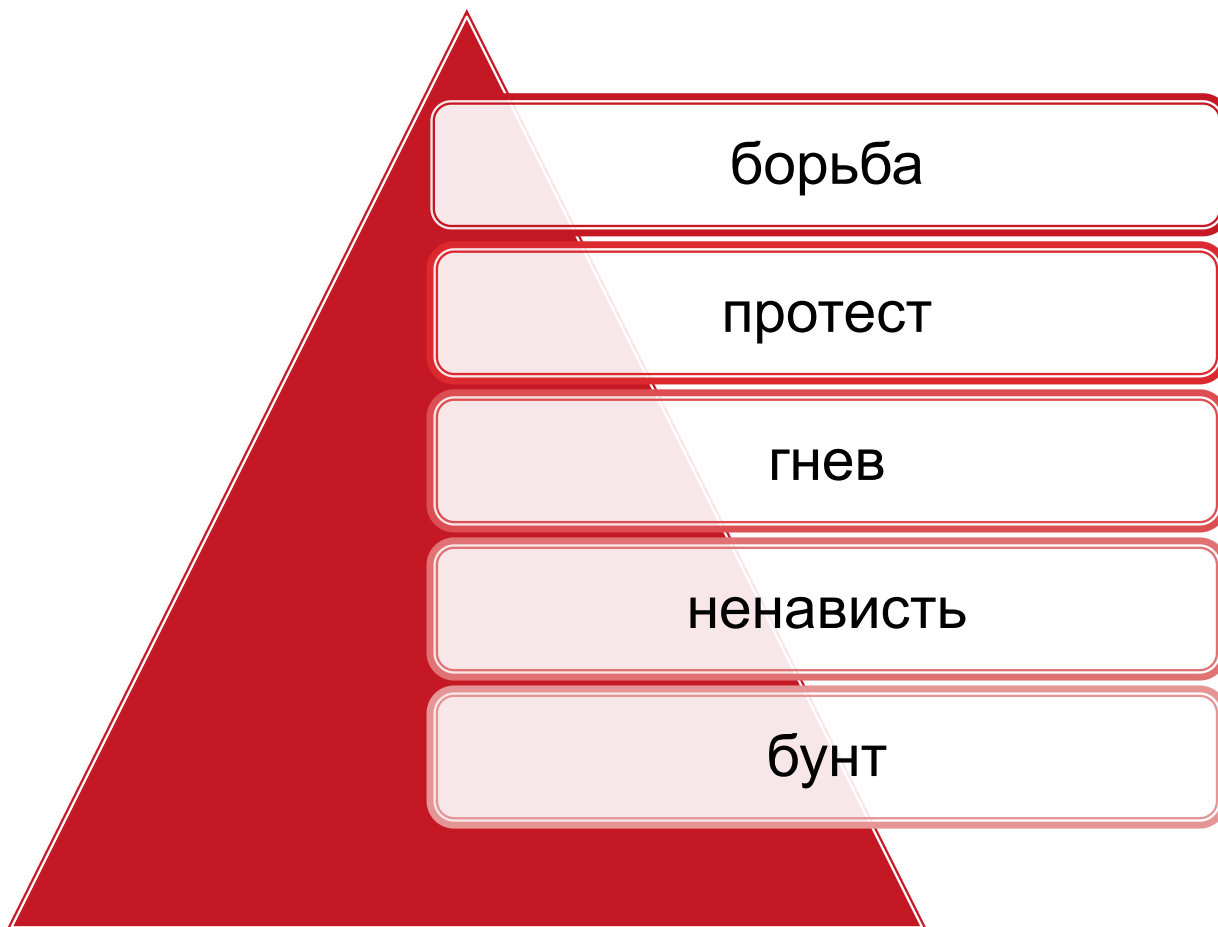 борьба
протест
гнев
ненависть
бунт